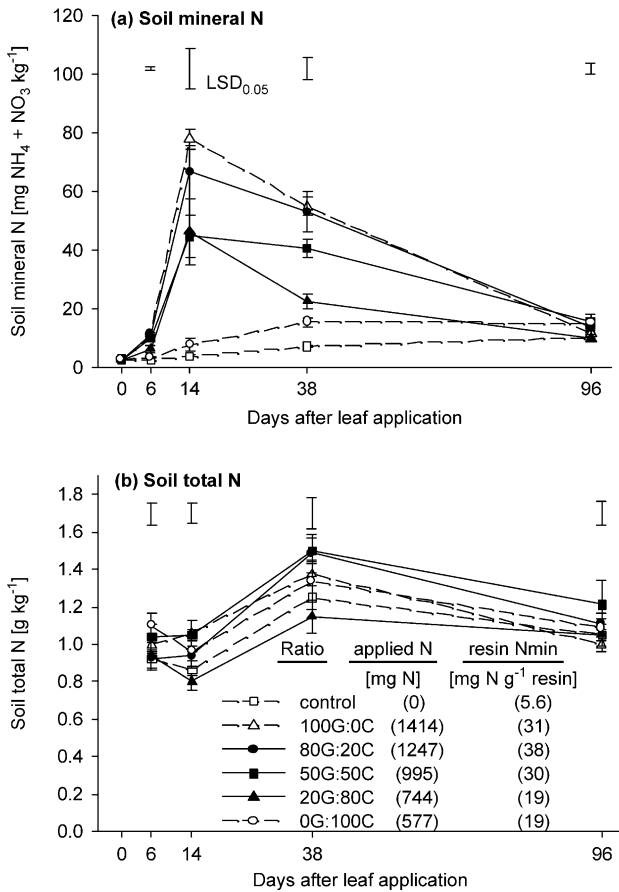 (a) Soil mineral N
120
100
80
60
40
20
0
LSD0.05
Soil mineral N [mg NH4 + NO3 kg-1]
0 6 14 38 96
Days after leaf application
(b) Soil total N
1.8
1.6
1.4
1.2
1.0
0.8
0.6
0.4
0.2
0.0
Soil total N [g kg-1]
Ratio applied N resin Nmin
[mg N] [mg N g-1 resin]
control (0) (5.6)
100G:0C (1414) (31)
80G:20C (1247) (38)
50G:50C (995) (30)
20G:80C (744) (19)
0G:100C (577) (19)
0 6 14 38 96
Days after leaf application